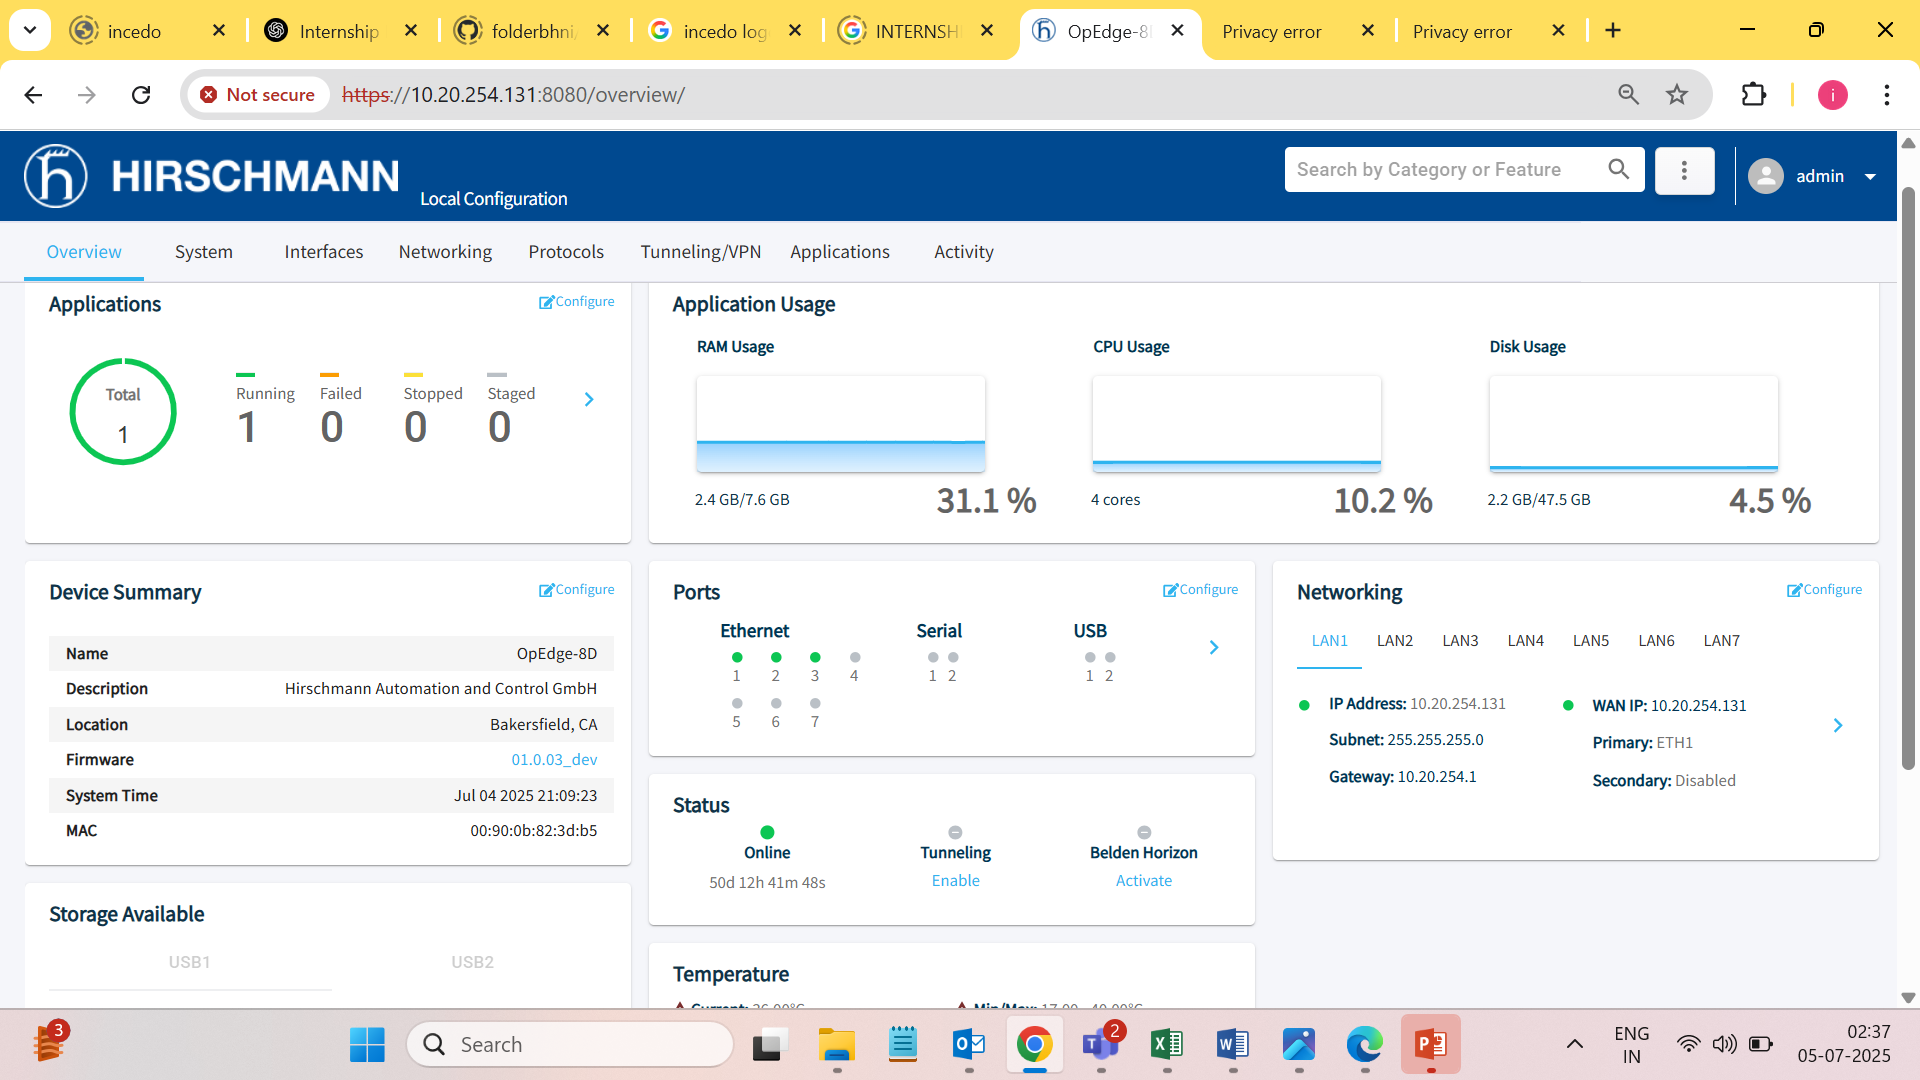 incedo
Internship
folderbhni/
incedo log
INTERNSH
OpEdge-8
Privacy error
Privacy error
Not secure
https://10.20.254.131:8080/overview/
i
HIRSCHMANN
Local Configuration
Search by Category or Feature
admin
Overview System Interfaces Networking Protocols Tunneling/VPN Applications Activity
Applications
Configure
Total
1
Running Failed Stopped Staged
1 0 0 0
Application Usage
RAM Usage CPU Usage Disk Usage
2.4 GB/7.6 GB 31.1 % 4 cores 10.2 % 2.2 GB/47.5 GB 4.5 %
Device Summary
Configure
Name OpEdge-8D
Description Hirschmann Automation and Control GmbH
Location Bakersfield, CA
Firmware 01.0.03_dev
System Time Jul 04 2025 21:09:23
MAC 00:90:0b:82:3d:b5
Ports
Configure
Ethernet Serial USB
1 2 3 4 1 2 1 2
5 6 7
Networking
Configure
LAN1 LAN2 LAN3 LAN4 LAN5 LAN6 LAN7
IP Address: 10.20.254.131
Subnet: 255.255.255.0
Gateway: 10.20.254.1
WAN IP: 10.20.254.131
Primary: ETH1
Secondary: Disabled
Status
Online Tunneling Belden Horizon
50d 12h 41m 48s Enable Activate
Storage Available
USB1 USB2
Temperature
Current: 36.00°C Min/Max: 17.00 - 40.00°C
3
Search
2
ENG
IN
02:37
05-07-2025